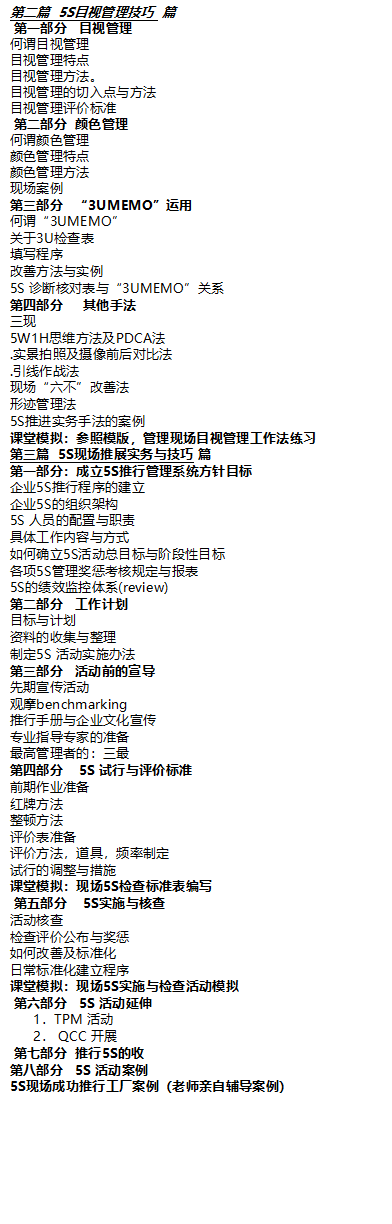 第二篇  5S目视管理技巧  篇
第一部分   目视管理
何谓目视管理
目视管理特点
目视管理方法。
目视管理的切入点与方法
目视管理评价标准
第二部分  颜色管理
何谓颜色管理
颜色管理特点
颜色管理方法
现场案例
第三部分   “3UMEMO”运用
何谓“3UMEMO”
关于3U检查表
填写程序
改善方法与实例
5S 诊断核对表与“3UMEMO”关系
第四部分    其他手法
三现
5W1H思维方法及PDCA法
.实景拍照及摄像前后对比法
.引线作战法
现场“六不”改善法
形迹管理法
5S推进实务手法的案例
课堂模拟：参照模版，管理现场目视管理工作法练习
第三篇  5S现场推展实务与技巧 篇
第一部分：成立5S推行管理系统方针目标
企业5S推行程序的建立
企业5S的组织架构
5S 人员的配置与职责
具体工作内容与方式
如何确立5S活动总目标与阶段性目标
各项5S管理奖惩考核规定与报表
5S的绩效监控体系(review)
第二部分   工作计划
目标与计划
资料的收集与整理
制定5S 活动实施办法
第三部分   活动前的宣导
先期宣传活动
观摩benchmarking
推行手册与企业文化宣传
专业指导专家的准备
最高管理者的：三最
第四部分    5S 试行与评价标准
前期作业准备
红牌方法
整顿方法
评价表准备
评价方法，道具，频率制定
试行的调整与措施
课堂模拟：现场5S检查标准表编写
第五部分    5S实施与核查
活动核查
检查评价公布与奖惩
如何改善及标准化
日常标准化建立程序
课堂模拟：现场5S实施与检查活动模拟
第六部分   5S 活动延伸
1．TPM 活动
2． QCC 开展
第七部分  推行5S的收
第八部分   5S 活动案例
5S现场成功推行工厂案例（老师亲自辅导案例）